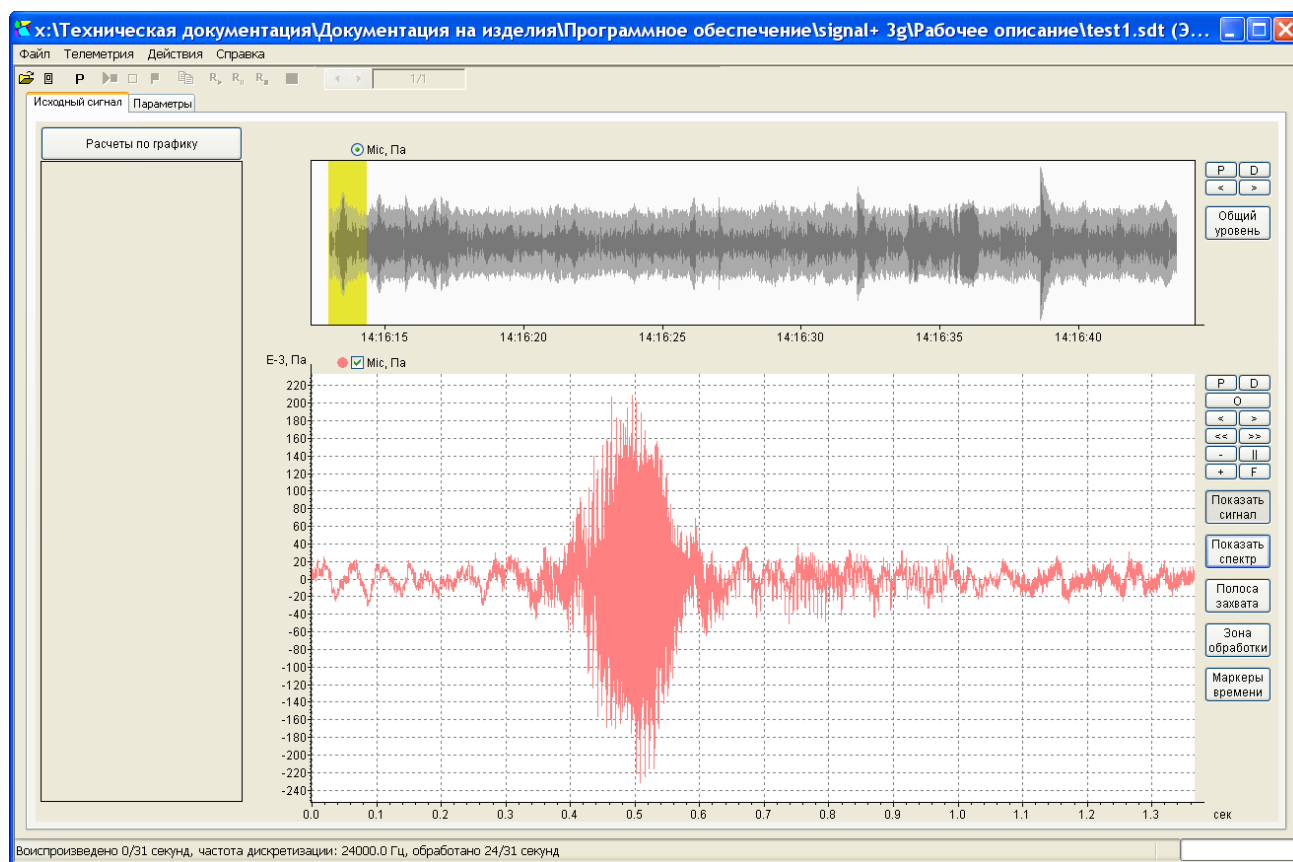 x:\Техническая документация\Документация на изделия\Программное обеспечение\signal+ 3g\Рабочее описание\test1.sdt (Э...
Файл Телеметрия Действия Справка
P R R R < > 1/1
Исходный сигнал Параметры
Расчеты по графику
Mic, Па
P D
< >
Общий
уровень
14:16:15 14:16:20 14:16:25 14:16:30 14:16:35 14:16:40
E-3, Па Mic, Па
220
200
180
160
140
120
100
80
60
40
20
0
-20
-40
-60
-80
-100
-120
-140
-160
-180
-200
-220
-240
0.0 0.1 0.2 0.3 0.4 0.5 0.6 0.7 0.8 0.9 1.0 1.1 1.2 1.3 сек
P D
O
< >
<< >>
- ||
+ F
Показать
сигнал
Показать
спектр
Полоса
захвата
Зона
обработки
Маркеры
времени
Воиспроизведено 0/31 секунд, частота дискретизации: 24000.0 Гц, обработано 24/31 секунд